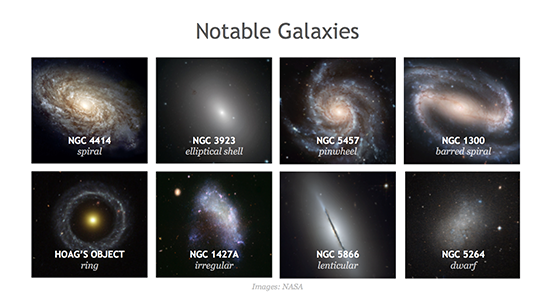 Notable Galaxies
NGC 4414
spiral
NGC 3923
elliptical shell
NGC 5457
pinwheel
NGC 1300
barred spiral
HOAG'S OBJECT
ring
NGC 1427A
irregular
NGC 5866
lenticular
NGC 5264
dwarf
Images: NASA